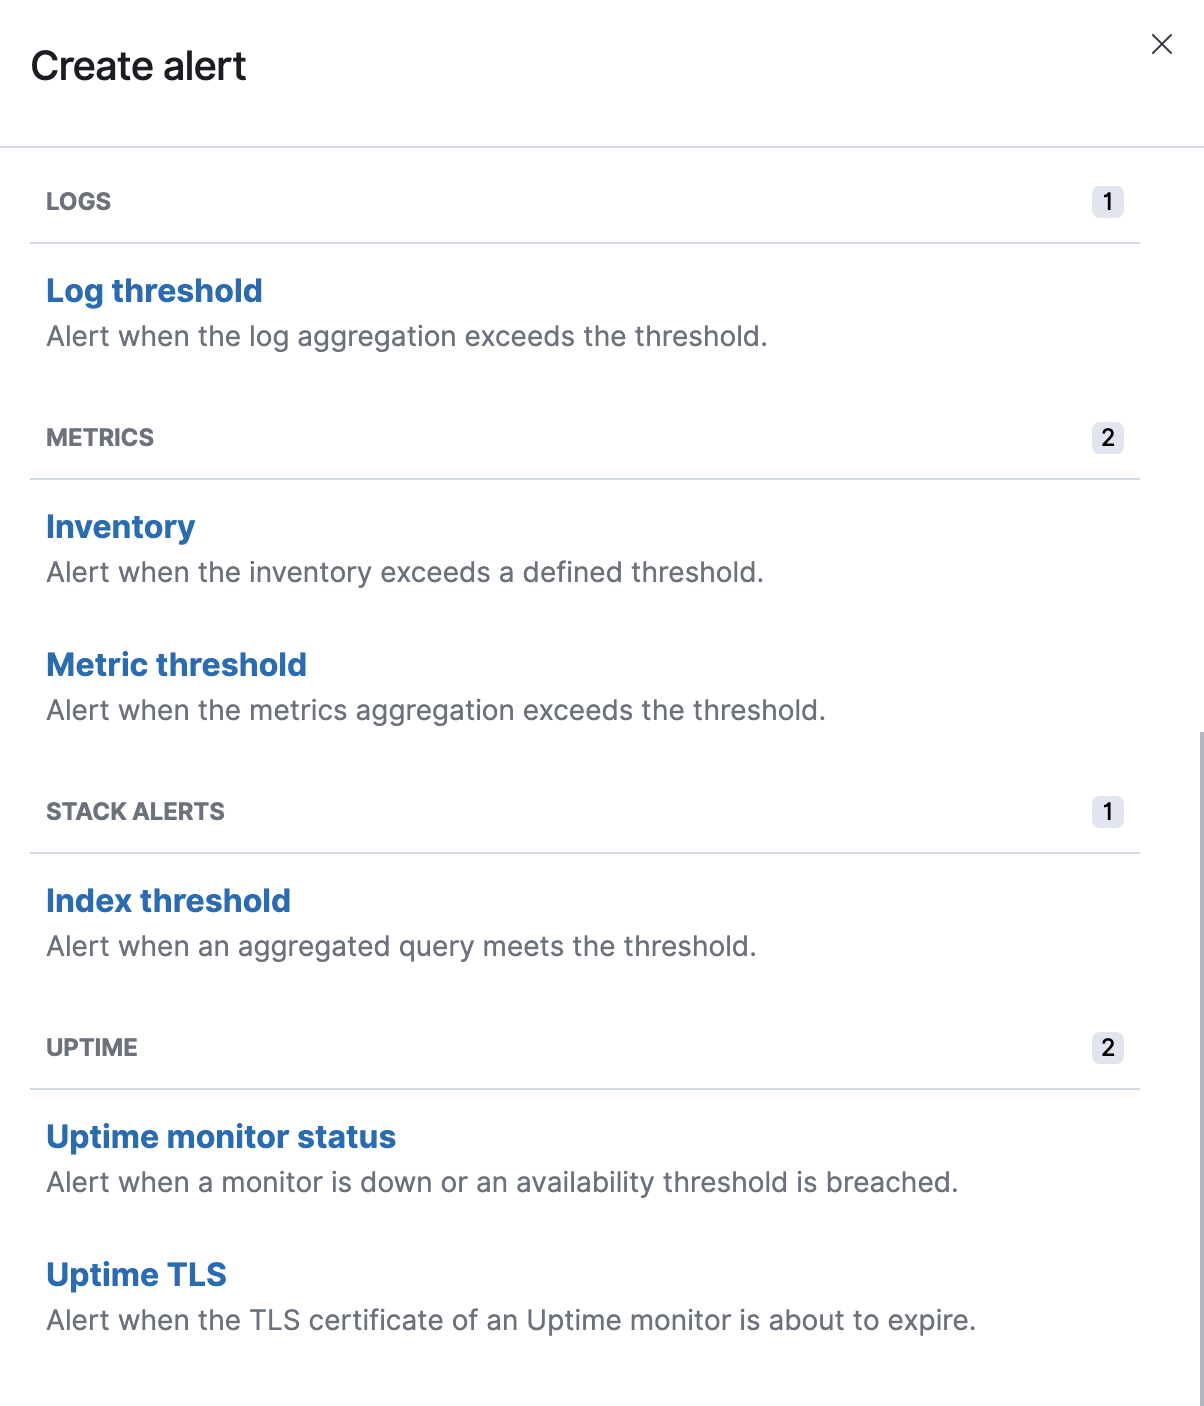 Create alert
LOGS 1
Log threshold
Alert when the log aggregation exceeds the threshold.
METRICS 2
Inventory
Alert when the inventory exceeds a defined threshold.
Metric threshold
Alert when the metrics aggregation exceeds the threshold.
STACK ALERTS 1
Index threshold
Alert when an aggregated query meets the threshold.
UPTIME 2
Uptime monitor status
Alert when a monitor is down or an availability threshold is breached.
Uptime TLS
Alert when the TLS certificate of an Uptime monitor is about to expire.